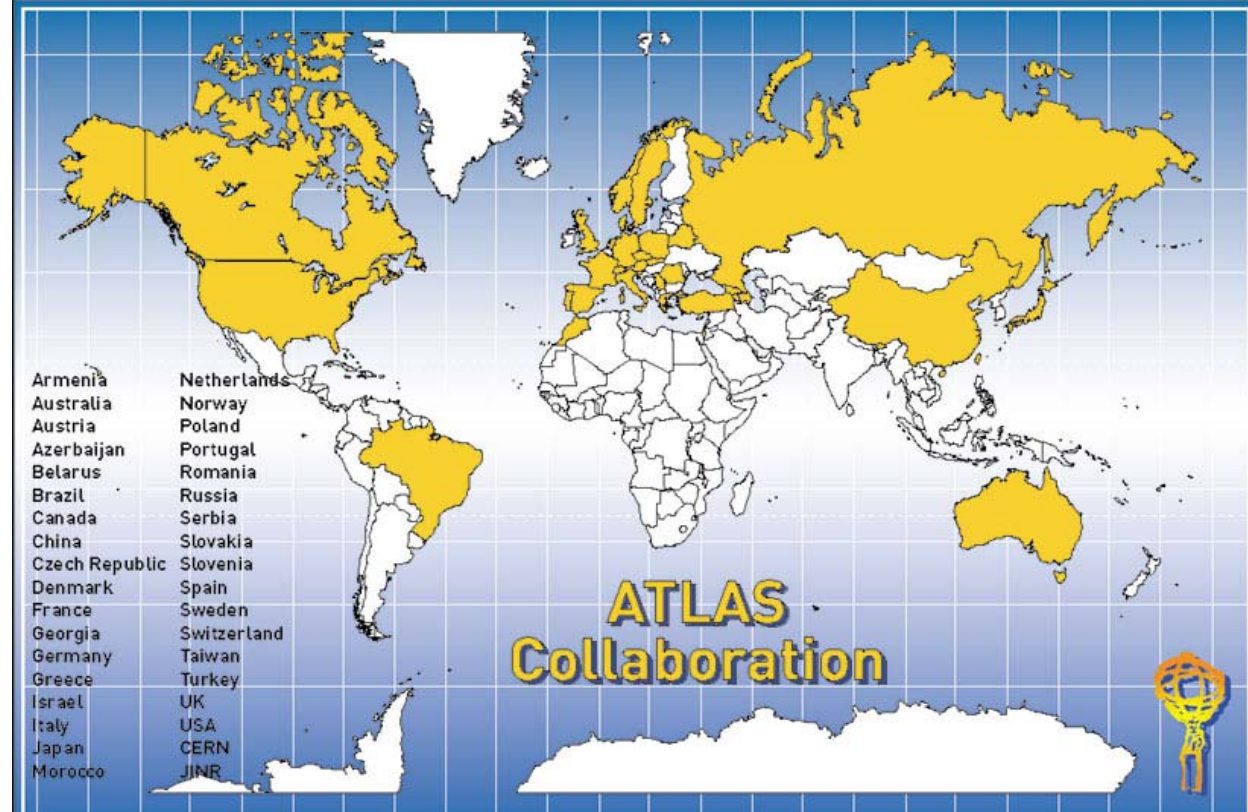 Armenia
Australia
Austria
Azerbaijan
Belarus
Brazil
Canada
China
Czech Republic
Denmark
France
Georgia
Germany
Greece
Israel
Italy
Japan
Morocco
Netherlands
Norway
Poland
Portugal
Romania
Russia
Serbia
Slovakia
Slovenia
Spain
Sweden
Switzerland
Taiwan
Turkey
UK
USA
CERN
JINR
ATLAS
Collaboration